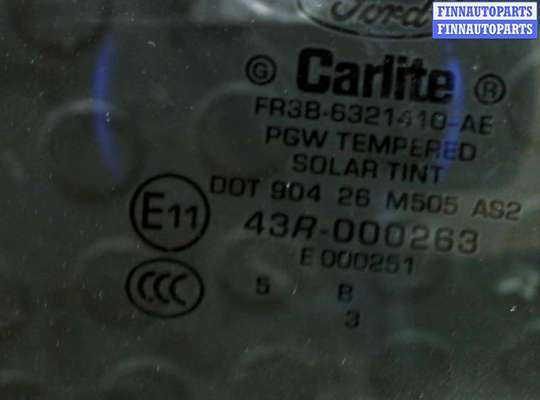 FINNAUTOPARTS
FINNAUTOPARTS
Ford
G Carlite ®
FR3B-6321410-AE
PGW TEMPERED
SOLAR TINT
DOT 904 26 M505 AS2
E11 43R-000263
E 000251
CCC 5 B
3